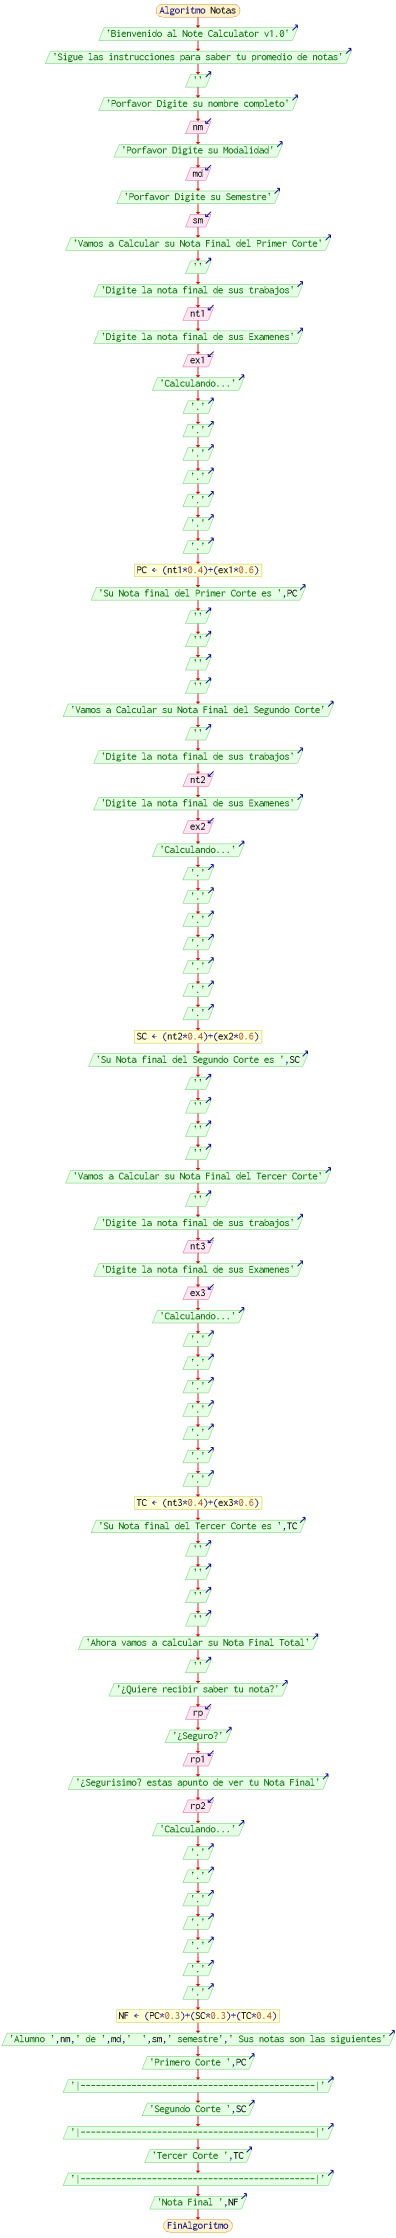 Algoritmo Notas
'Bienvenido al Note Calculator v1.0'
'Sigue las instrucciones para saber tu promedio de notas'
''
'Porfavor Digite su nombre completo'
nm
'Porfavor Digite su Modalidad'
md
'Porfavor Digite su Semestre'
sm
'Vamos a Calcular su Nota Final del Primer Corte'
''
'Digite la nota final de sus trabajos'
nt1
'Digite la nota final de sus Examenes'
ex1
'Calculando...'
'.'
'.'
'.'
'.'
'.'
'.'
'.'
PC ← (nt1*0.4)+(ex1*0.6)
'Su Nota final del Primer Corte es ',PC
''
''
''
''
'Vamos a Calcular su Nota Final del Segundo Corte'
''
'Digite la nota final de sus trabajos'
nt2
'Digite la nota final de sus Examenes'
ex2
'Calculando...'
'.'
'.'
'.'
'.'
'.'
'.'
'.'
SC ← (nt2*0.4)+(ex2*0.6)
'Su Nota final del Segundo Corte es ',SC
''
''
''
''
'Vamos a Calcular su Nota Final del Tercer Corte'
''
'Digite la nota final de sus trabajos'
nt3
'Digite la nota final de sus Examenes'
ex3
'Calculando...'
'.'
'.'
'.'
'.'
'.'
'.'
'.'
TC ← (nt3*0.4)+(ex3*0.6)
'Su Nota final del Tercer Corte es ',TC
''
''
''
''
'Ahora vamos a calcular su Nota Final Total'
''
'¿Quiere recibir saber tu nota?'
rp
'¿Seguro?'
rp1
'¿Segurisimo? estas apunto de ver tu Nota Final'
rp2
'Calculando...'
'.'
'.'
'.'
'.'
'.'
'.'
'.'
NF ← (PC*0.3)+(SC*0.3)+(TC*0.4)
'Alumno ',nm,' de ',md,'  ',sm,' semestre',' Sus notas son las siguientes'
'Primero Corte ',PC
'|----------------------------------------------|'
'Segundo Corte ',SC
'|----------------------------------------------|'
'Tercer Corte ',TC
'|----------------------------------------------|'
'Nota Final ',NF
FinAlgoritmo